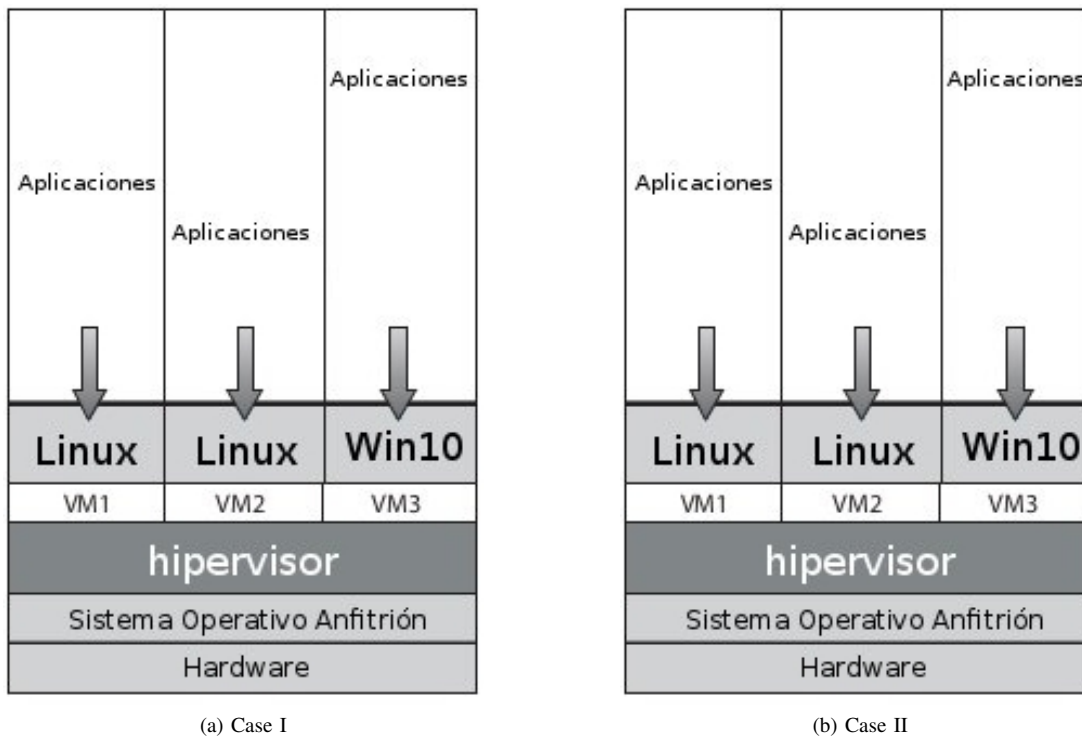 Aplicaciones
Aplicaciones
Aplicaciones
Linux
Linux
Win10
VM1
VM2
VM3
hipervisor
Sistema Operativo Anfitrión
Hardware
(a) Case I
Aplicaciones
Aplicaciones
Aplicaciones
Linux
Linux
Win10
VM1
VM2
VM3
hipervisor
Sistema Operativo Anfitrión
Hardware
(b) Case II